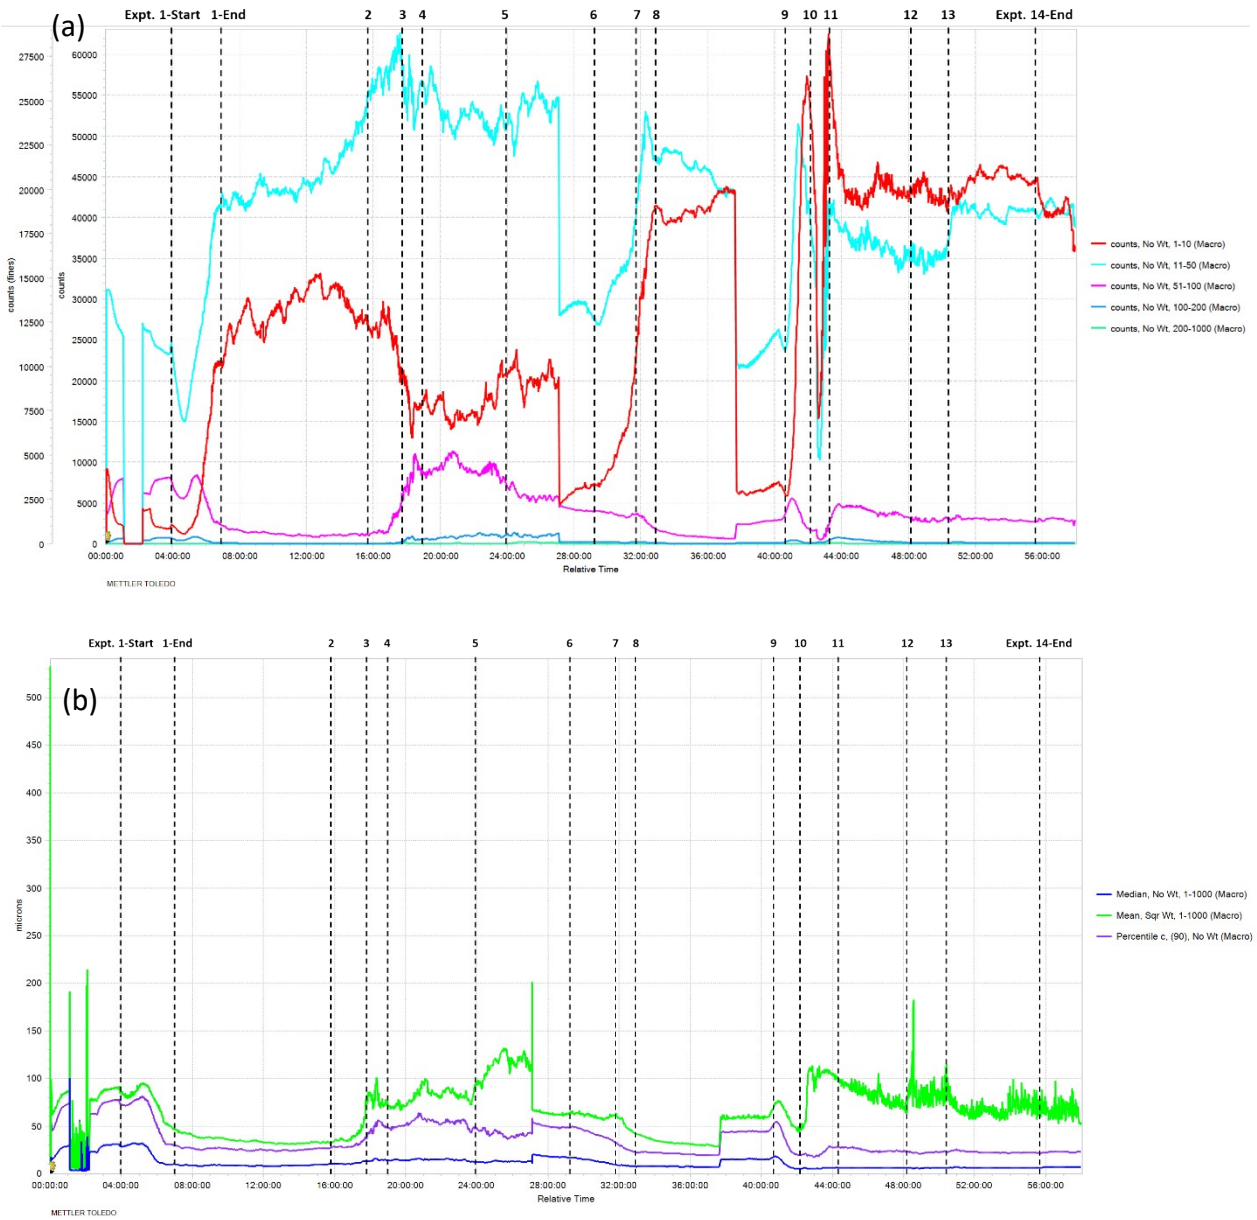 Expt. 1-Start 1-End 2 3 4 5 6 7 8 9 10 11 12 13 Expt. 14-End
(a)
27500
25000
22500
20000
17500
15000
12500
10000
7500
5000
2500
0
counts (fines)
60000
55000
50000
45000
40000
35000
30000
25000
20000
15000
10000
5000
0
counts
counts, No Wt, 1-10 (Macro)
counts, No Wt, 11-50 (Macro)
counts, No Wt, 51-100 (Macro)
counts, No Wt, 100-200 (Macro)
counts, No Wt, 200-1000 (Macro)
00:00:00 04:00:00 08:00:00 12:00:00 16:00:00 20:00:00 24:00:00 28:00:00 32:00:00 36:00:00 40:00:00 44:00:00 48:00:00 52:00:00 56:00:00
Relative Time
METTLER TOLEDO
Expt. 1-Start 1-End 2 3 4 5 6 7 8 9 10 11 12 13 Expt. 14-End
(b)
500
450
400
350
300
250
200
150
100
50
0
microns
Median, No Wt, 1-1000 (Macro)
Mean, Sqr Wt, 1-1000 (Macro)
Percentile c, (90), No Wt (Macro)
00:00:00 04:00:00 08:00:00 12:00:00 16:00:00 20:00:00 24:00:00 28:00:00 32:00:00 36:00:00 40:00:00 44:00:00 48:00:00 52:00:00 56:00:00
Relative Time
METTLER TOLEDO